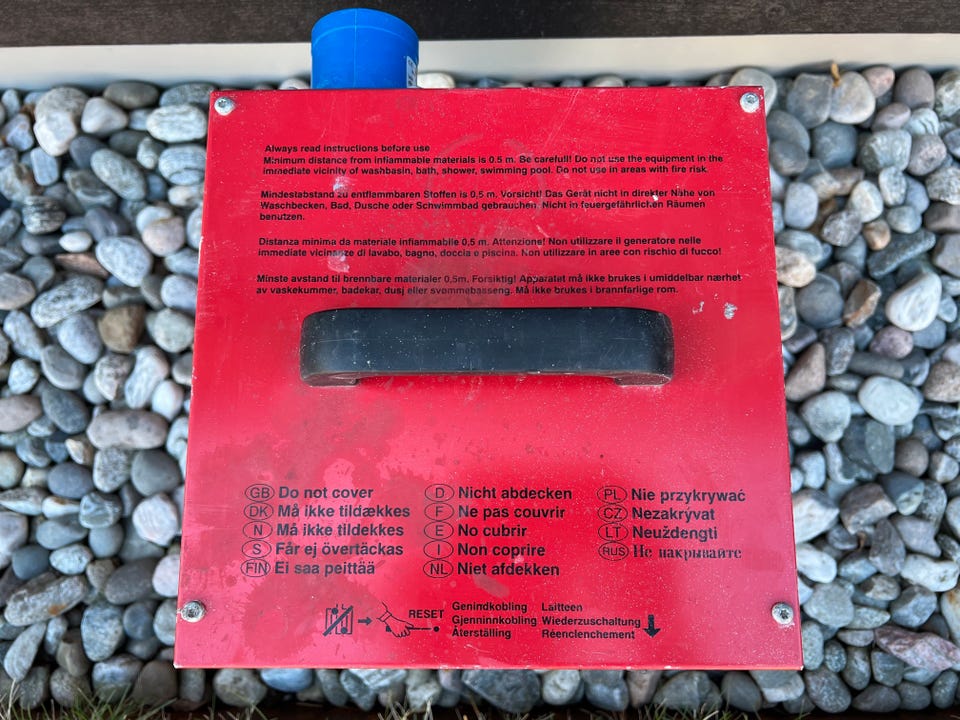 Always read instructions before use
Minimum distance from inflammable materials is 0.5 m. Be careful! Do not use the equipment in the
immediate vicinity of washbasin, bath, shower, swimming pool. Do not use in areas with fire risk.
Mindestabstand zu entflemmbaren Stoffen is 0,5 m. Vorsicht! Das Gerät nicht in direkter Nähe von
Waschbecken, Bad, Dusche oder Schwimmbad gebrauchen. Nicht in feuergefährlichen Räumen
benutzen.
Distanza minima da materiale infiammabile 0,5 m. Attenzione! Non utilizzare il generatore nelle
immediate vicinanze di lavabo, bagno, doccia e piscina. Non utilizzare in aree con rischio di fucco!
Minste avstand til brennbare materialer 0,5m. Forsiktig! Apparatet må ikke brukes i umiddelbar nærhet
av vaskekummer, badekar, dusj eller svømmebasseng. Må ikke brukes i brannfarlige rom.
GB Do not cover
DK Må ikke tildækkes
N Må ikke tildekkes
S Får ej övertäckas
FIN Ei saa peittää
D Nicht abdecken
F Ne pas couvrir
E No cubrir
I Non coprire
NL Niet afdekken
PL Nie przykrywać
CZ Nezakrývat
LT Neuždengti
RUS Не накрывайте
RESET
Genindkobling
Gjenninnkobling
Återställing
Laitteen
Wiederzuschaltung
Réenclenchement